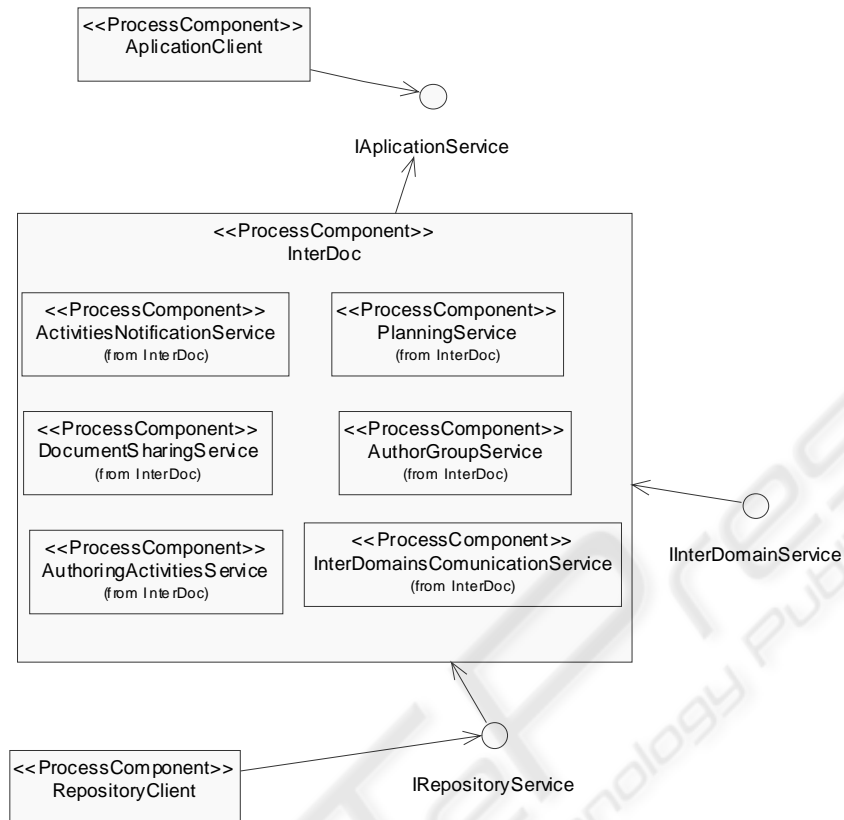 <<ProcessComponent>>
AplicationClient
IAplicationService
<<ProcessComponent>>
InterDoc
<<ProcessComponent>>
ActivitiesNotificationService
(from InterDoc)
<<ProcessComponent>>
PlanningService
(from InterDoc)
<<ProcessComponent>>
DocumentSharingService
(from InterDoc)
<<ProcessComponent>>
AuthorGroupService
(from InterDoc)
<<ProcessComponent>>
AuthoringActivitiesService
(from InterDoc)
<<ProcessComponent>>
InterDomainsComunicationService
(from InterDoc)
IInterDomainService
<<ProcessComponent>>
RepositoryClient
IRepositoryService